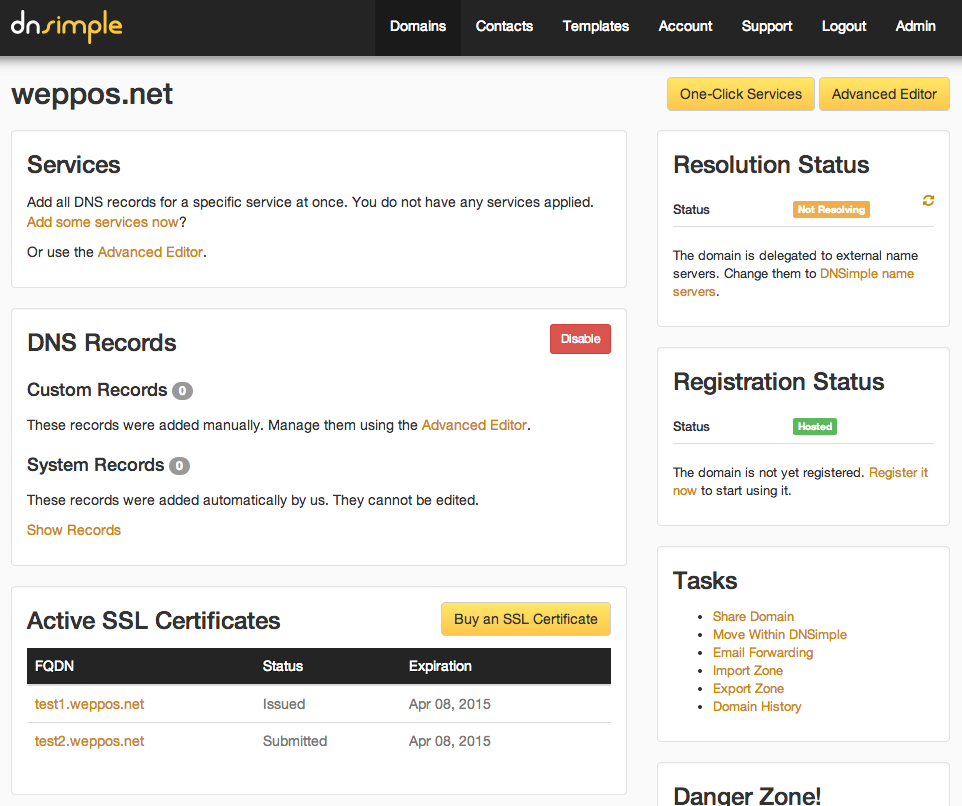 dnsimple
Domains Contacts Templates Account Support Logout Admin
weppos.net
One-Click Services Advanced Editor
Services
Add all DNS records for a specific service at once. You do not have any services applied.
Add some services now?
Or use the Advanced Editor.
DNS Records
Disable
Custom Records 0
These records were added manually. Manage them using the Advanced Editor.
System Records 0
These records were added automatically by us. They cannot be edited.
Show Records
Active SSL Certificates
Buy an SSL Certificate
FQDN Status Expiration
test1.weppos.net Issued Apr 08, 2015
test2.weppos.net Submitted Apr 08, 2015
Resolution Status
Status Not Resolving
The domain is delegated to external name
servers. Change them to DNSimple name
servers.
Registration Status
Status Hosted
The domain is not yet registered. Register it
now to start using it.
Tasks
Share Domain
Move Within DNSimple
Email Forwarding
Import Zone
Export Zone
Domain History
Danger Zone!